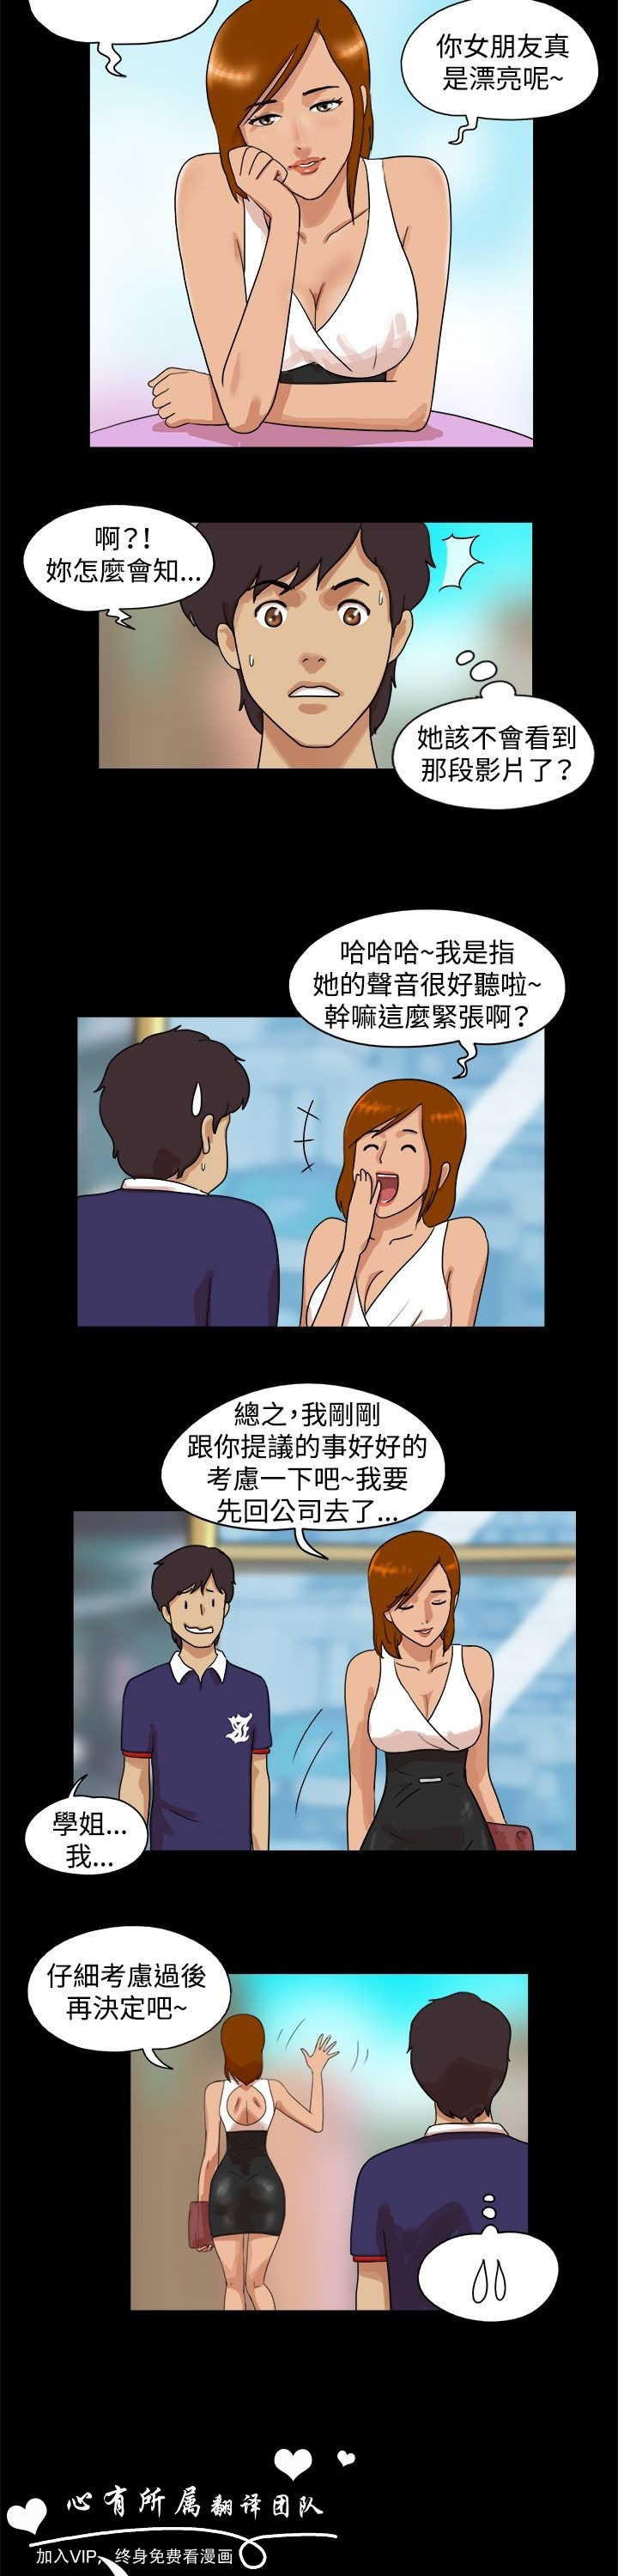 你女朋友真
是漂亮呢~
啊？！
妳怎麼會知...
她該不會看到
那段影片了？
哈哈哈~我是指
她的聲音很好聽啦~
幹嘛這麼緊張啊？
總之，我剛剛
跟你提議的事好好的
考慮一下吧~我要
先回公司去了...
學姐...
我...
仔細考慮過後
再決定吧~
心有所属翻译团队
加入VIP，终身免费看漫画